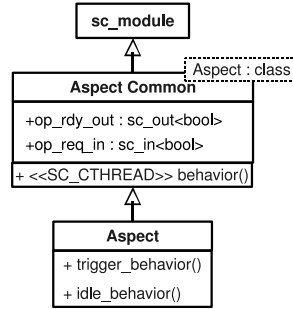 sc_module
Aspect : class
Aspect Common
+op_rdy_out : sc_out<bool>
+op_req_in : sc_in<bool>
+ <<SC_CTHREAD>> behavior()
Aspect
+ trigger_behavior()
+ idle_behavior()